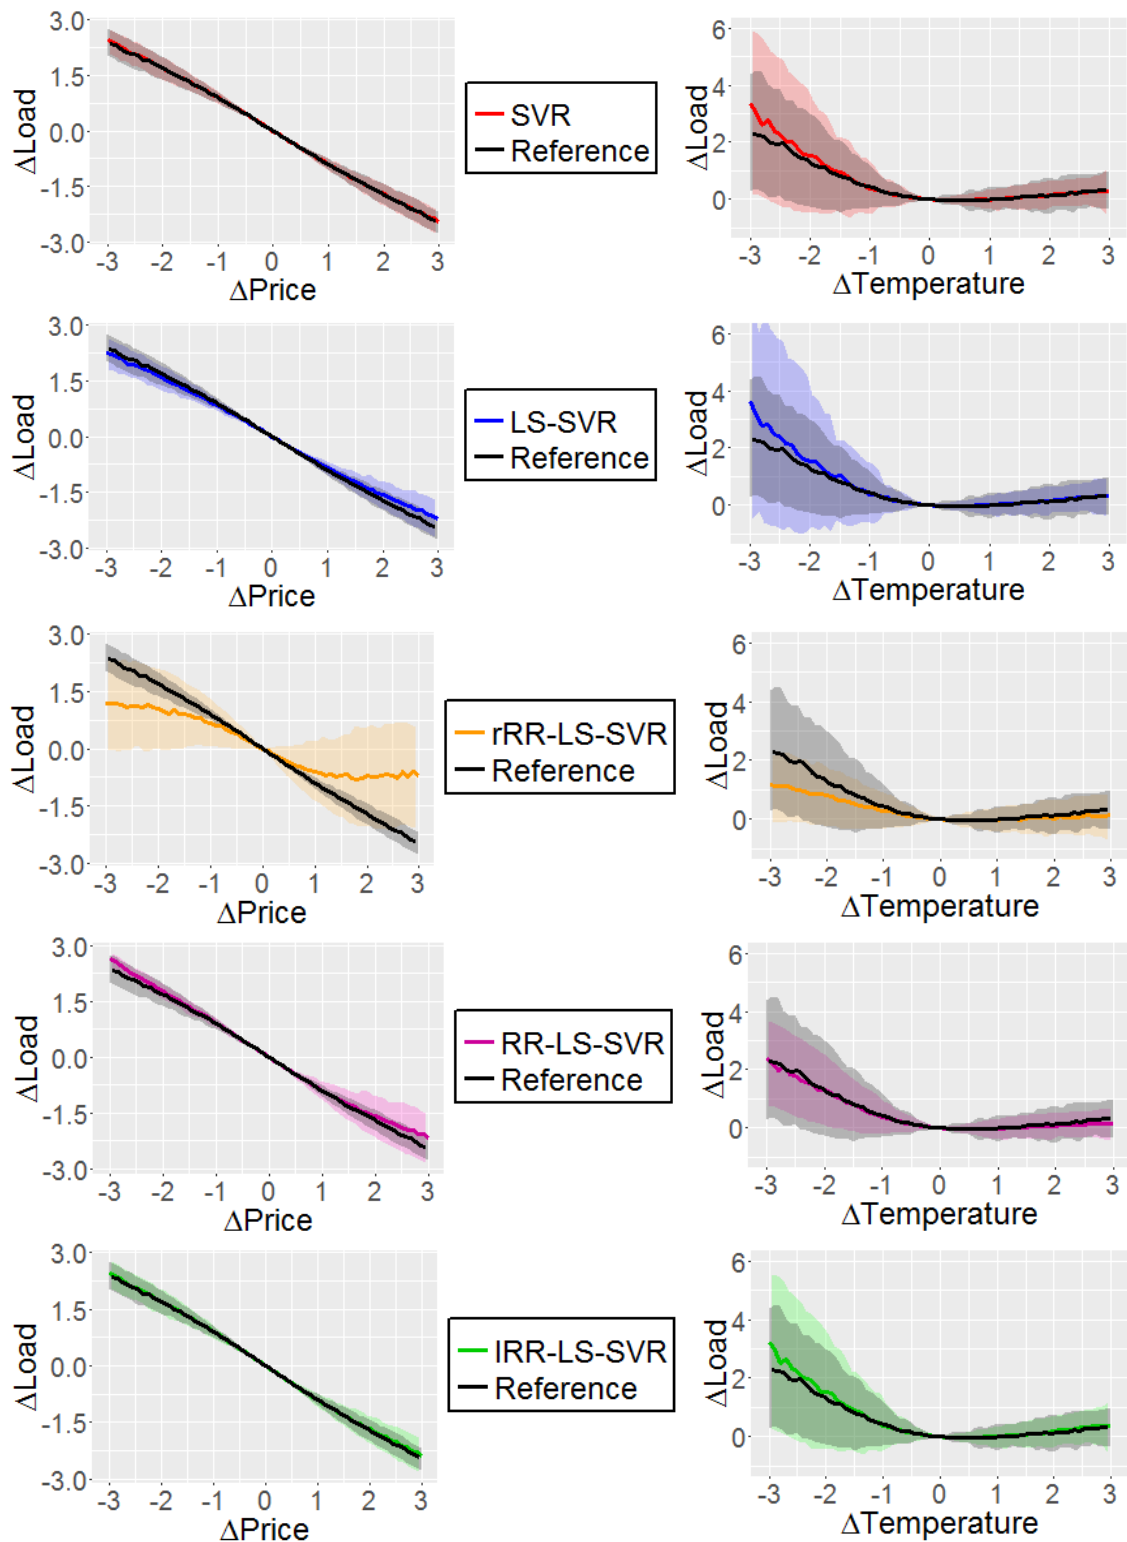 3.0
1.5
0.0
-1.5
-3.0
ΔLoad
-3 -2 -1 0 1 2 3
ΔPrice
SVR
Reference
6
4
2
0
ΔLoad
-3 -2 -1 0 1 2 3
ΔTemperature
3.0
1.5
0.0
-1.5
-3.0
ΔLoad
-3 -2 -1 0 1 2 3
ΔPrice
LS-SVR
Reference
6
4
2
0
ΔLoad
-3 -2 -1 0 1 2 3
ΔTemperature
3.0
1.5
0.0
-1.5
-3.0
ΔLoad
-3 -2 -1 0 1 2 3
ΔPrice
rRR-LS-SVR
Reference
6
4
2
0
ΔLoad
-3 -2 -1 0 1 2 3
ΔTemperature
3.0
1.5
0.0
-1.5
-3.0
ΔLoad
-3 -2 -1 0 1 2 3
ΔPrice
RR-LS-SVR
Reference
6
4
2
0
ΔLoad
-3 -2 -1 0 1 2 3
ΔTemperature
3.0
1.5
0.0
-1.5
-3.0
ΔLoad
-3 -2 -1 0 1 2 3
ΔPrice
IRR-LS-SVR
Reference
6
4
2
0
ΔLoad
-3 -2 -1 0 1 2 3
ΔTemperature